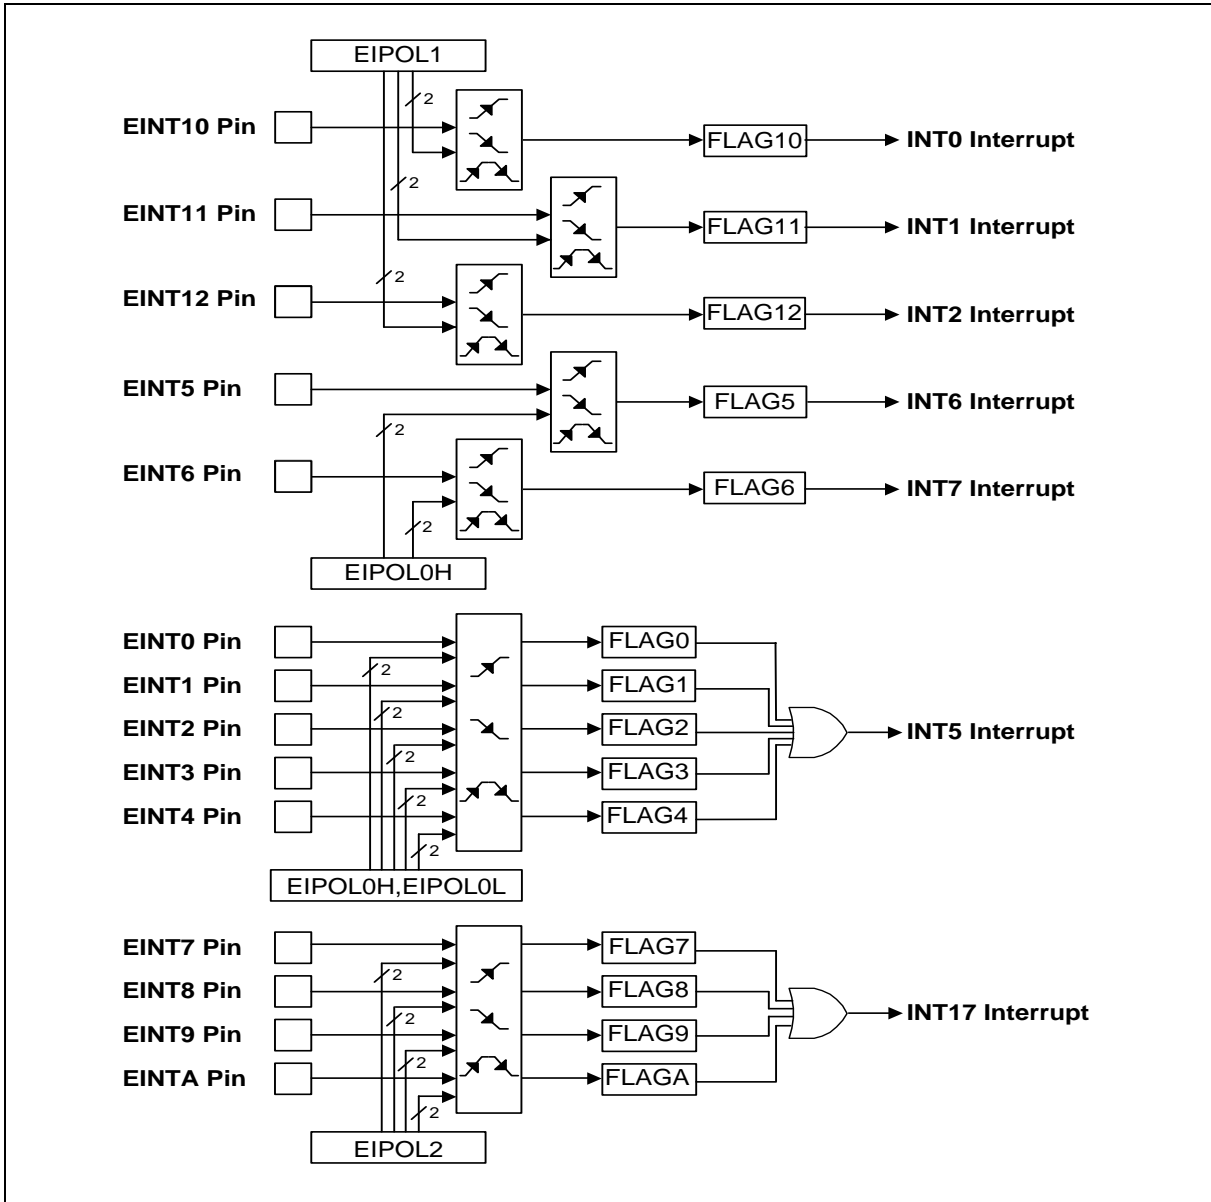 EIPOL1
2
EINT10 Pin
FLAG10
INT0 Interrupt
2
EINT11 Pin
FLAG11
INT1 Interrupt
2
EINT12 Pin
FLAG12
INT2 Interrupt
EINT5 Pin
FLAG5
INT6 Interrupt
2
EINT6 Pin
FLAG6
INT7 Interrupt
2
EIPOL0H
EINT0 Pin
FLAG0
2
EINT1 Pin
FLAG1
2
EINT2 Pin
FLAG2
INT5 Interrupt
2
EINT3 Pin
FLAG3
2
EINT4 Pin
FLAG4
2
EIPOL0H,EIPOL0L
EINT7 Pin
FLAG7
2
EINT8 Pin
FLAG8
INT17 Interrupt
2
EINT9 Pin
FLAG9
2
EINTA Pin
FLAGA
2
EIPOL2